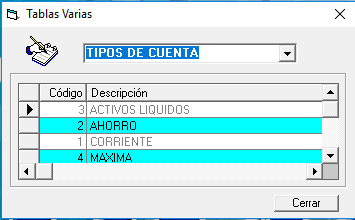 Tablas Varias
TIPOS DE CUENTA
Código Descripción
3 ACTIVOS LIQUIDOS
2 AHORRO
1 CORRIENTE
4 MAXIMA
Cerrar